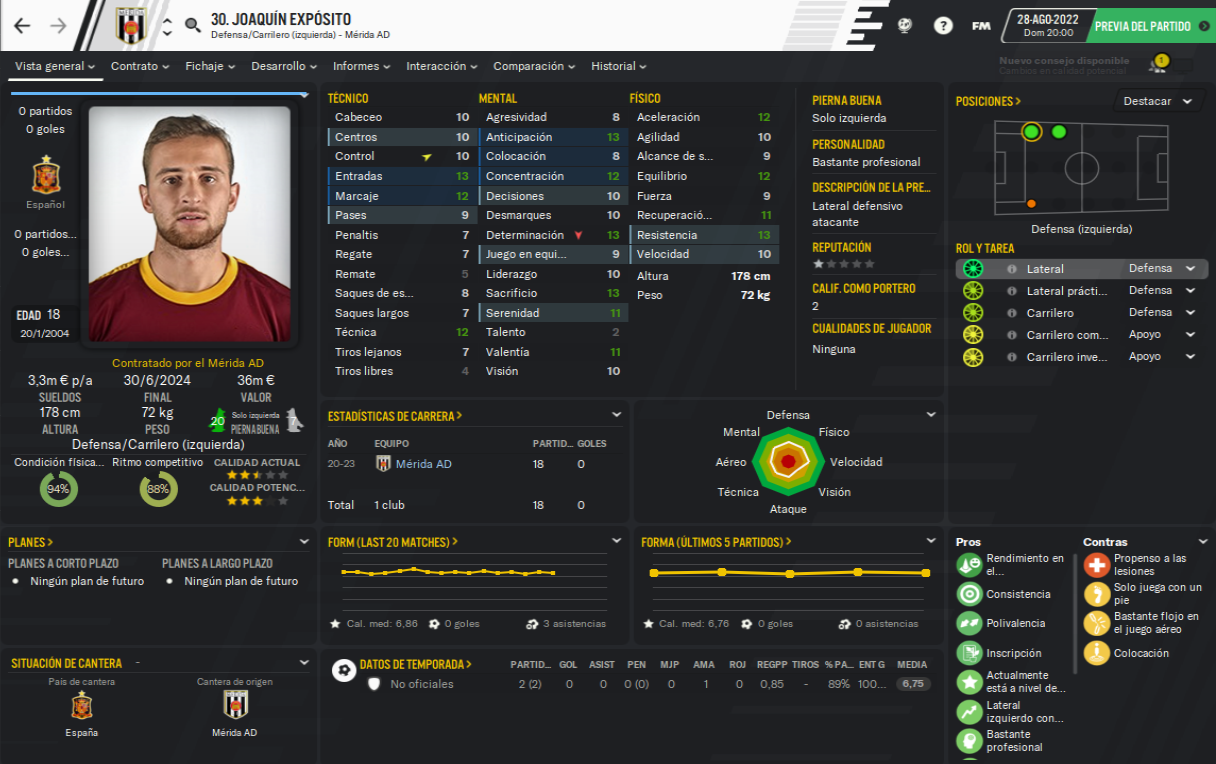 30. JOAQUÍN EXPÓSITO
Defensa/Carrilero (izquierda) - Mérida AD
?
FM
28-AGO-2022
Dom 20:00
PREVIA DEL PARTIDO
Vista general
Contrato
Fichaje
Desarrollo
Informes
Interacción
Comparación
Historial
Nuevo consejo disponible
Cambios en calidad potencial
1
0 partidos
0 goles
Español
0 partidos...
0 goles...
EDAD 18
20/1/2004
Contratado por el Mérida AD
3,3m € p/a
SUELDOS
30/6/2024
FINAL
36m €
VALOR
178 cm
ALTURA
72 kg
PESO
20
Solo izquierda
PIERNA BUENA
7
Defensa/Carrilero (izquierda)
Condición física...
94%
Ritmo competitivo
88%
CALIDAD ACTUAL
CALIDAD POTENC...
TÉCNICO
Cabeceo 10
Centros 10
Control 10
Entradas 13
Marcaje 12
Pases 9
Penaltis 7
Regate 7
Remate 5
Saques de es... 8
Saques largos 7
Técnica 12
Tiros lejanos 7
Tiros libres 4
MENTAL
Agresividad 8
Anticipación 13
Colocación 8
Concentración 12
Decisiones 10
Desmarques 10
Determinación 13
Juego en equi... 9
Liderazgo 10
Sacrificio 13
Serenidad 11
Talento 2
Valentía 11
Visión 10
FÍSICO
Aceleración 12
Agilidad 10
Alcance de s... 9
Equilibrio 12
Fuerza 9
Recuperació... 11
Resistencia 13
Velocidad 10
Altura 178 cm
Peso 72 kg
PIERNA BUENA
Solo izquierda
PERSONALIDAD
Bastante profesional
DESCRIPCIÓN DE LA PRE...
Lateral defensivo
atacante
REPUTACIÓN
CALIF. COMO PORTERO
2
CUALIDADES DE JUGADOR
Ninguna
POSICIONES >
Destacar
Defensa (izquierda)
ROL Y TAREA
Lateral Defensa
Lateral prácti... Defensa
Carrilero Defensa
Carrilero com... Apoyo
Carrilero inve... Apoyo
ESTADÍSTICAS DE CARRERA >
AÑO EQUIPO PARTID... GOLES
20-23 Mérida AD 18 0
Total 1 club 18 0
Defensa
Mental
Físico
Aéreo
Velocidad
Técnica
Visión
Ataque
PLANES >
PLANES A CORTO PLAZO
Ningún plan de futuro
PLANES A LARGO PLAZO
Ningún plan de futuro
FORM (LAST 20 MATCHES) >
Cal. med: 6,86
0 goles
3 asistencias
FORMA (ÚLTIMOS 5 PARTIDOS) >
Cal. med: 6,76
0 goles
0 asistencias
Pros
Rendimiento en
el...
Consistencia
Polivalencia
Inscripción
Actualmente
está a nivel de...
Lateral
izquierdo con...
Bastante
profesional
Contras
Propenso a las
lesiones
Solo juega con un
pie
Bastante flojo en
el juego aéreo
Colocación
SITUACIÓN DE CANTERA -
País de cantera
España
Cantera de origen
Mérida AD
DATOS DE TEMPORADA > PARTID... GOL ASIST PEN MJP AMA ROJ REGPP TIROS % PA... ENT G MEDIA
No oficiales 2 (2) 0 0 0 (0) 0 1 0 0,85 - 89% 100... 6,75